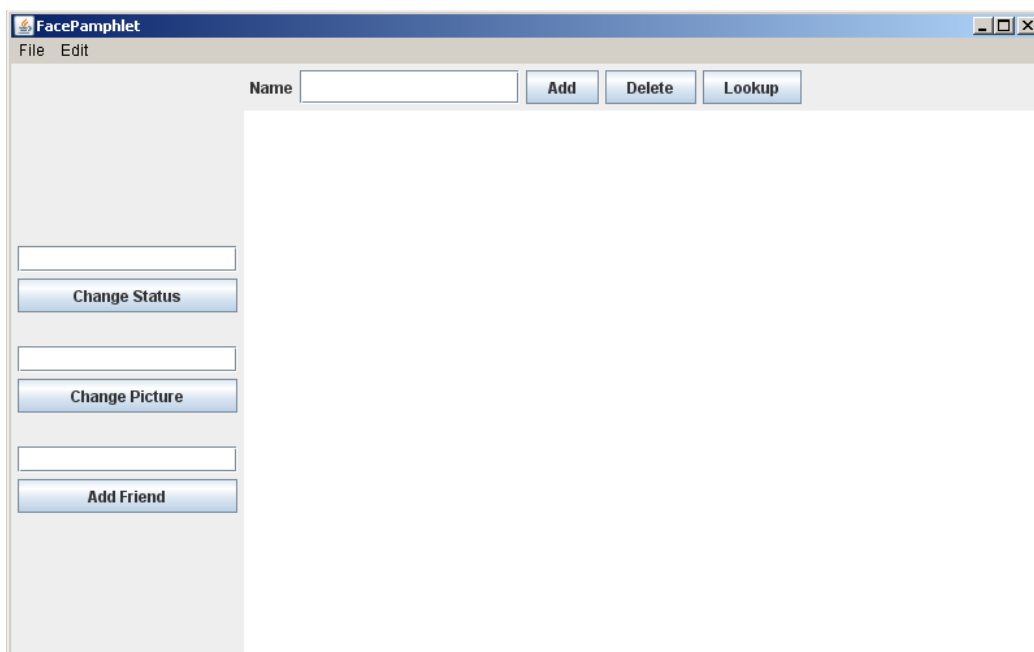 FacePamphlet
File Edit
Name Add Delete Lookup
Change Status
Change Picture
Add Friend